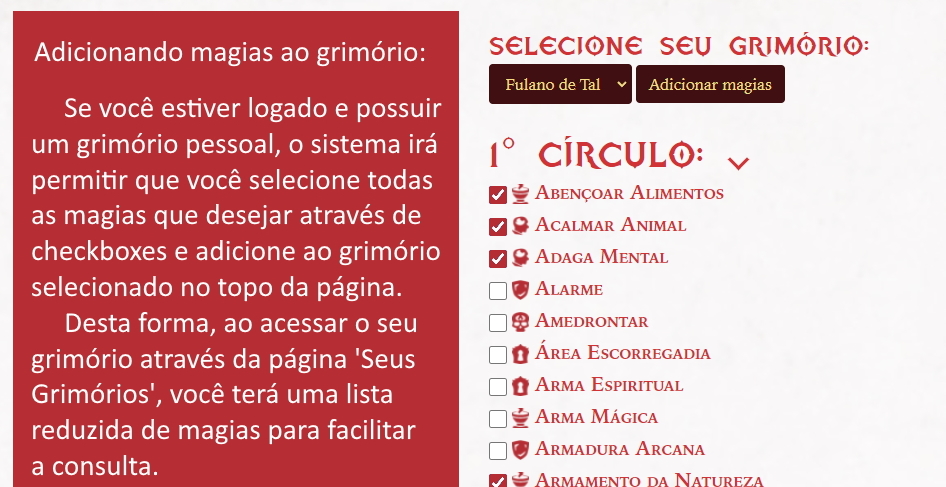 Adicionando magias ao grimório:
Se você estiver logado e possuir
um grimório pessoal, o sistema irá
permitir que você selecione todas
as magias que desejar através de
checkboxes e adicione ao grimório
selecionado no topo da página.
Desta forma, ao acessar o seu
grimório através da página 'Seus
Grimórios', você terá uma lista
reduzida de magias para facilitar
a consulta.
Selecione seu grimório:
Fulano de Tal
Adicionar magias
1° Círculo:
Abençoar Alimentos
Acalmar Animal
Adaga Mental
Alarme
Amedrontar
Área Escorregadia
Arma Espiritual
Arma Mágica
Armadura Arcana
Armamento da Natureza